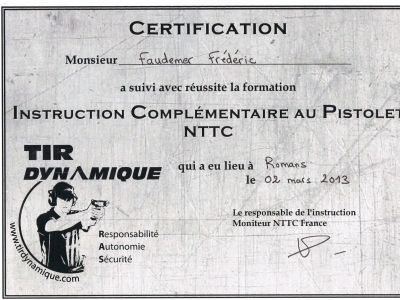 CERTIFICATION
Monsieur Faudemer Frédéric
a suivi avec réussite la formation
INSTRUCTION COMPLÉMENTAIRE AU PISTOLET
NTTC
TIR
DYNAMIQUE
qui a eu lieu à Romans
le 02 mars 2013
Responsabilité
Autonomie
Sécurité
www.tirdynamique.com
Le responsable de l'instruction
Moniteur NTTC France